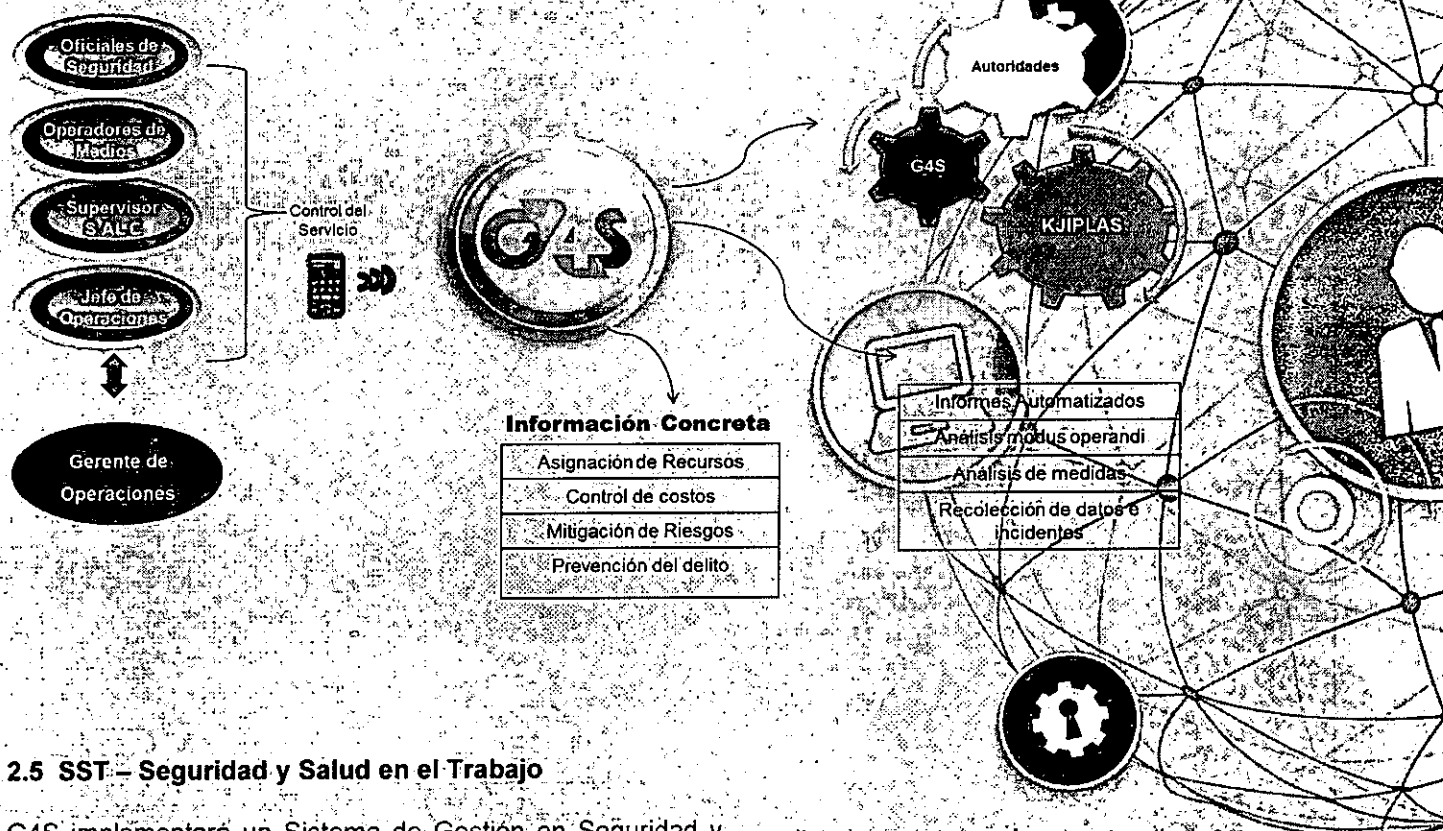 Oficiales de
Seguridad
Operadores de
Medios
Supervisor
S.AL.C
Jefe de
Operaciones
Gerente de
Operaciones
Control del
Servicio
G4S
Autoridades
G4S
KJIPLAS
Información Concreta
Asignación de Recursos
Control de costos
Mitigación de Riesgos
Prevención del delito
Informes Automatizados
Análisis modus operandi
Análisis de medidas
Recolección de datos e
incidentes
2.5 SST – Seguridad y Salud en el Trabajo
G4S implementará un Sistema de Gestión en Seguridad y